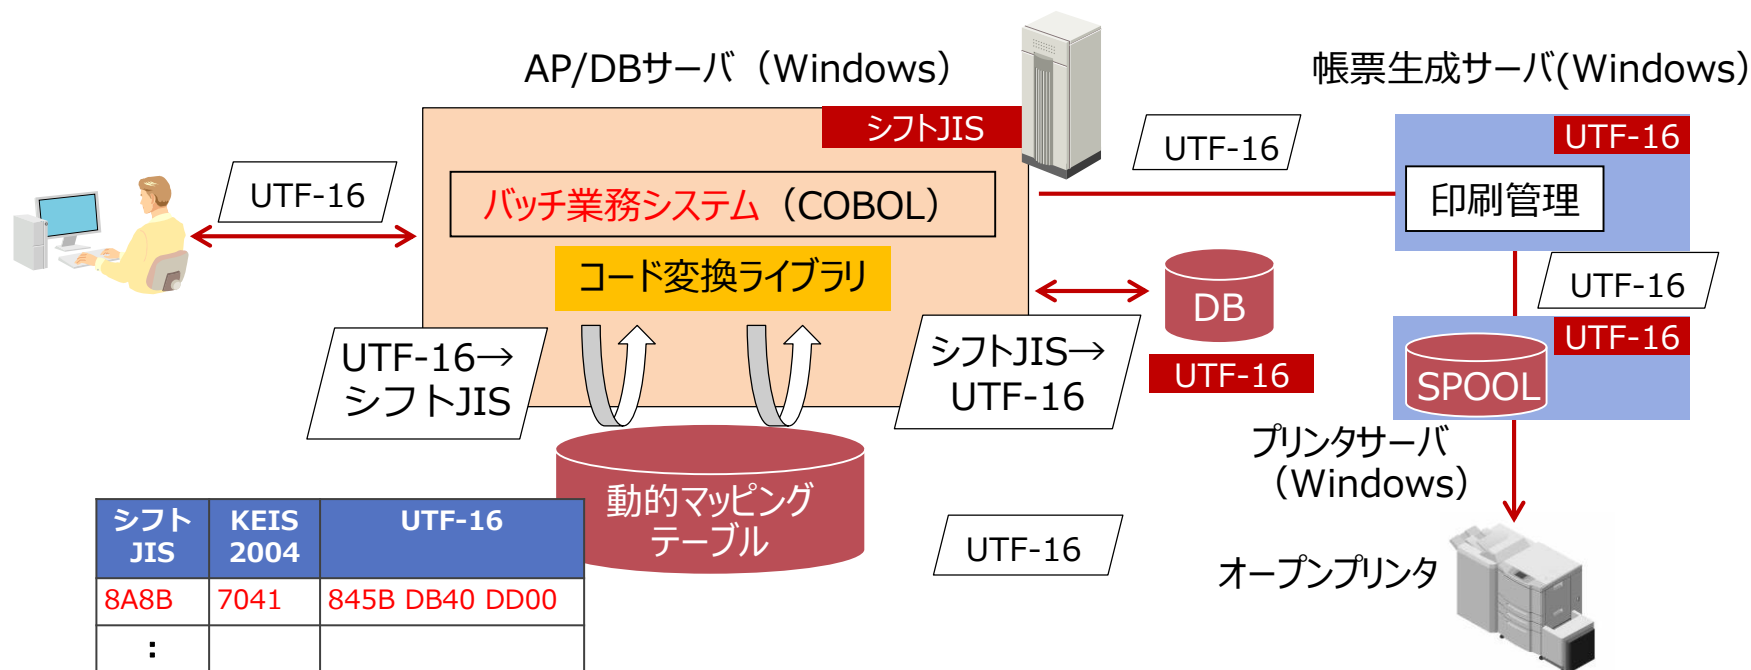 AP/DBサーバ（Windows）
帳票生成サーバ(Windows)
シフトJIS
UTF-16
UTF-16
UTF-16
バッチ業務システム（COBOL）
印刷管理
コード変換ライブラリ
UTF-16
DB
UTF-16→
シフトJIS
シフトJIS→
UTF-16
UTF-16
UTF-16
SPOOL
プリンタサーバ
（Windows）
動的マッピング
テーブル
UTF-16
オープンプリンタ
シフト
JIS
KEIS
2004
UTF-16
8A8B
7041
845B DB40 DD00
：